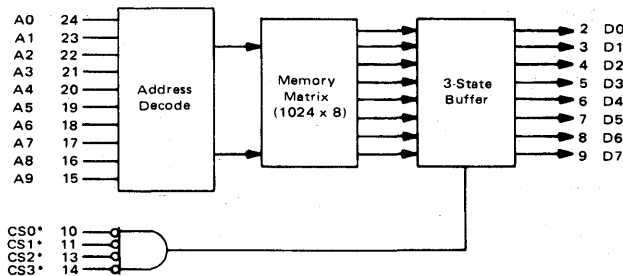 A0 24
A1 23
A2 22
A3 21
A4 20
A5 19
A6 18
A7 17
A8 16
A9 15
Address
Decode
Memory
Matrix
(1024 x 8)
3-State
Buffer
2 D0
3 D1
4 D2
5 D3
6 D4
7 D5
8 D6
9 D7
CS0* 10
CS1* 11
CS2* 13
CS3* 14